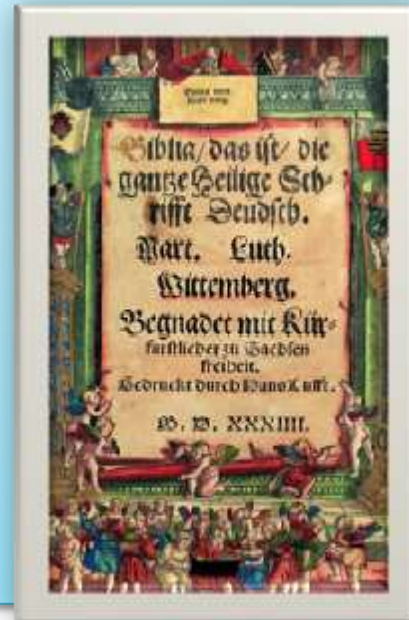 Biblia/ das ist/ die
gantze Heilige Sch-
rifft Deudsch.
Mart. Luth.
Wittemberg.
Begnadet mit Kür-
fürstlicher zu Sachsen
freiheit.
Gedruckt durch Hans Lufft.
M. D. XXXIIII.